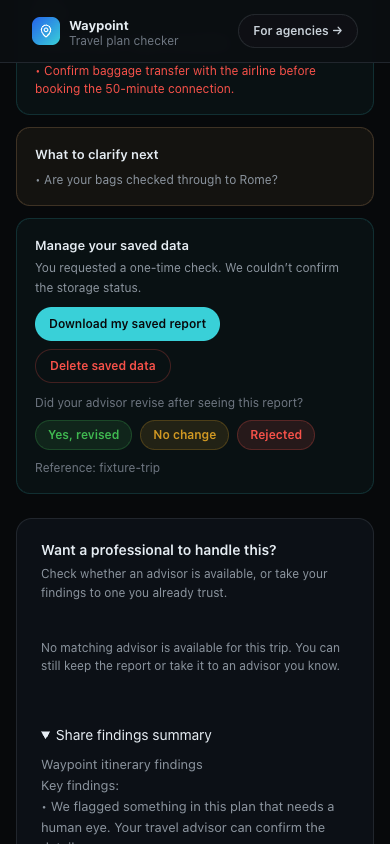 Waypoint
Travel plan checker
For agencies →
• Confirm baggage transfer with the airline before
booking the 50-minute connection.
What to clarify next
• Are your bags checked through to Rome?
Manage your saved data
You requested a one-time check. We couldn’t confirm
the storage status.
Download my saved report
Delete saved data
Did your advisor revise after seeing this report?
Yes, revised
No change
Rejected
Reference: fixture-trip
Want a professional to handle this?
Check whether an advisor is available, or take your
findings to one you already trust.
No matching advisor is available for this trip. You can
still keep the report or take it to an advisor you know.
▼ Share findings summary
Waypoint itinerary findings
Key findings:
• We flagged something in this plan that needs a
human eye. Your travel advisor can confirm the